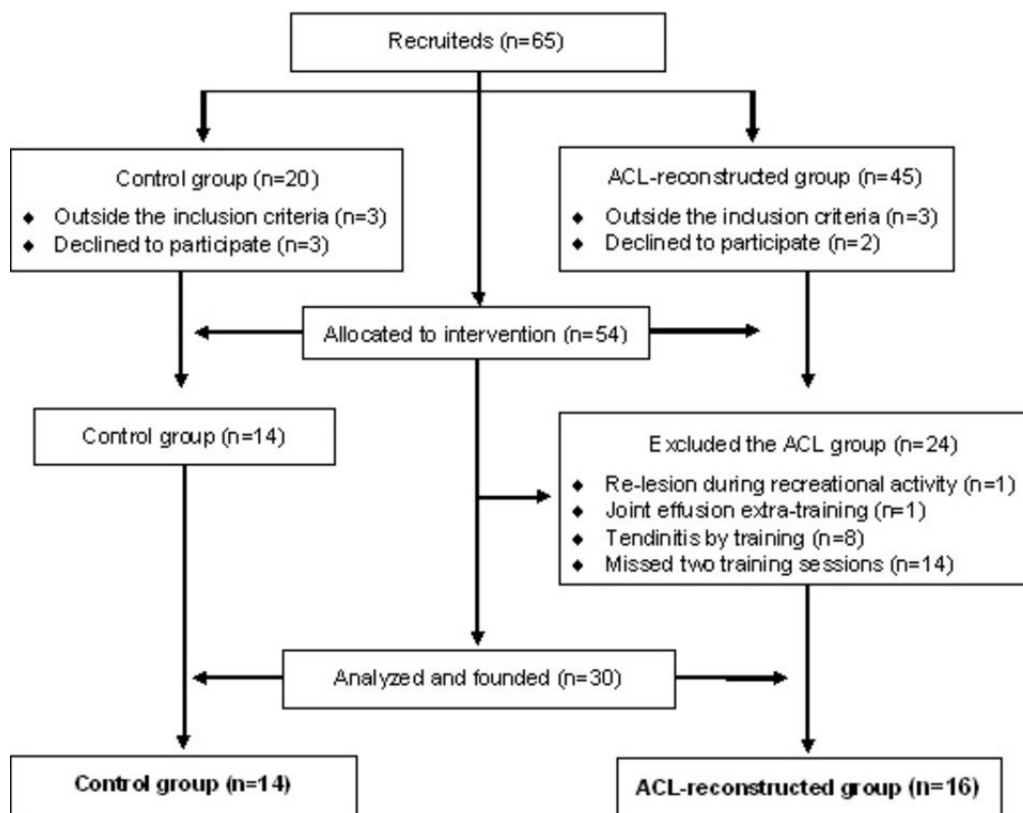 Recruiteds (n=65)
Control group (n=20)
◆ Outside the inclusion criteria (n=3)
◆ Declined to participate (n=3)
ACL-reconstructed group (n=45)
◆ Outside the inclusion criteria (n=3)
◆ Declined to participate (n=2)
Allocated to intervention (n=54)
Control group (n=14)
Excluded the ACL group (n=24)
◆ Re-lesion during recreational activity (n=1)
◆ Joint effusion extra-training (n=1)
◆ Tendinitis by training (n=8)
◆ Missed two training sessions (n=14)
Analyzed and founded (n=30)
Control group (n=14)
ACL-reconstructed group (n=16)